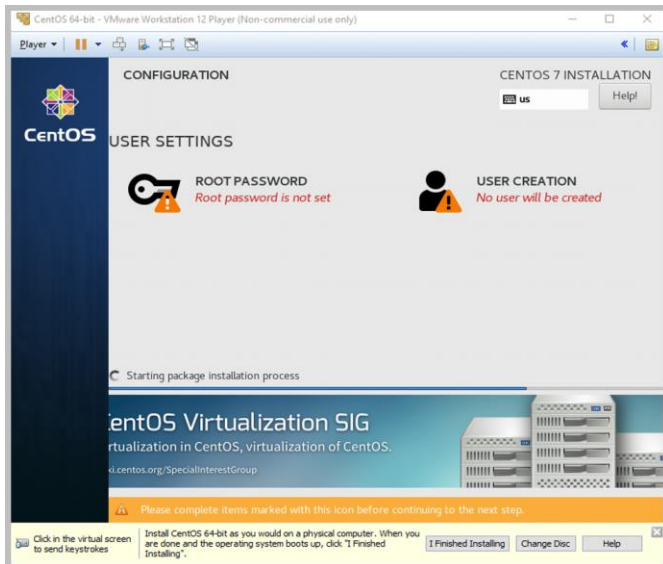 CentOS 64-bit - VMware Workstation 12 Player (Non-commercial use only)
Player
CONFIGURATION
CENTOS 7 INSTALLATION
us
Help!
CentOS
USER SETTINGS
ROOT PASSWORD
Root password is not set
USER CREATION
No user will be created
Starting package installation process
entOS Virtualization SIG
rtualization in CentOS, virtualization of CentOS.
ki.centos.org/SpecialInterestGroup
Please complete items marked with this icon before continuing to the next step.
Click in the virtual screen
to send keystrokes
Install CentOS 64-bit as you would on a physical computer. When you
are done and the operating system boots up, click "I Finished
Installing".
I Finished Installing
Change Disc
Help